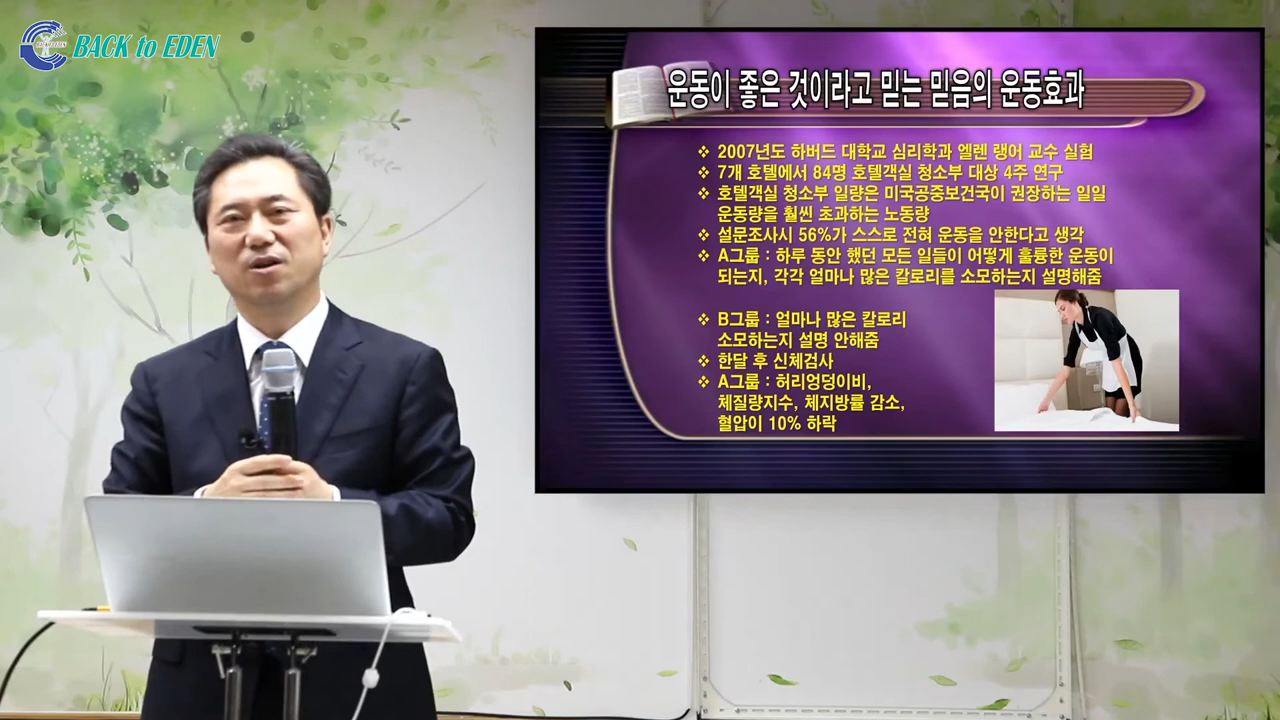 BACK to EDEN
운동이 좋은 것이라고 믿는 믿음의 운동효과
❖ 2007년도 하버드 대학교 심리학과 엘렌 랭어 교수 실험
❖ 7개 호텔에서 84명 호텔객실 청소부 대상 4주 연구
❖ 호텔객실 청소부 일량은 미국공중보건국이 권장하는 일일
운동량을 훨씬 초과하는 노동량
❖ 설문조사시 56%가 스스로 전혀 운동을 안한다고 생각
❖ A그룹 : 하루 동안 했던 모든 일들이 어떻게 훌륭한 운동이
되는지, 각각 얼마나 많은 칼로리를 소모하는지 설명해줌
❖ B그룹 : 얼마나 많은 칼로리
소모하는지 설명 안해줌
❖ 한달 후 신체검사
❖ A그룹 : 허리엉덩이비,
체질량지수, 체지방률 감소,
혈압이 10% 하락